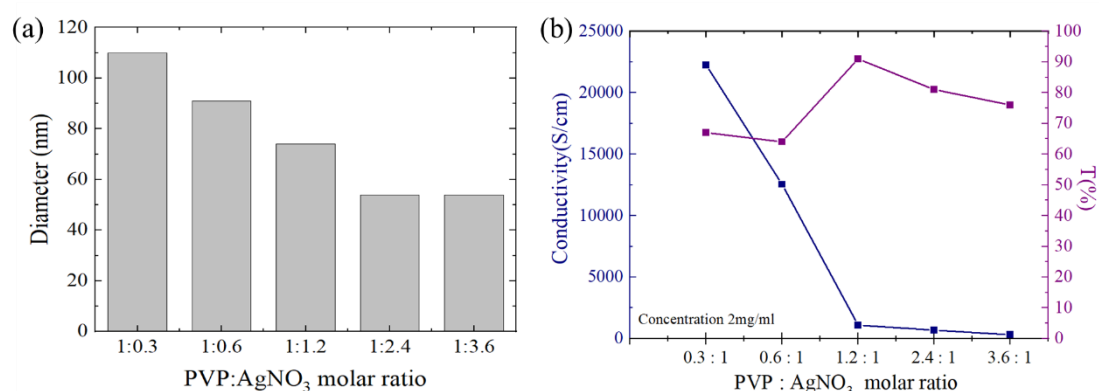 (a)
120
100
80
60
40
20
0
Diameter (nm)
1:0.3 1:0.6 1:1.2 1:2.4 1:3.6
PVP:AgNO3 molar ratio
(b)
25000
20000
15000
10000
5000
0
Conductivity(S/cm)
100
90
80
70
60
50
40
30
20
10
0
T(%)
Concentration 2mg/ml
0.3 : 1 0.6 : 1 1.2 : 1 2.4 : 1 3.6 : 1
PVP : AgNO3 molar ratio